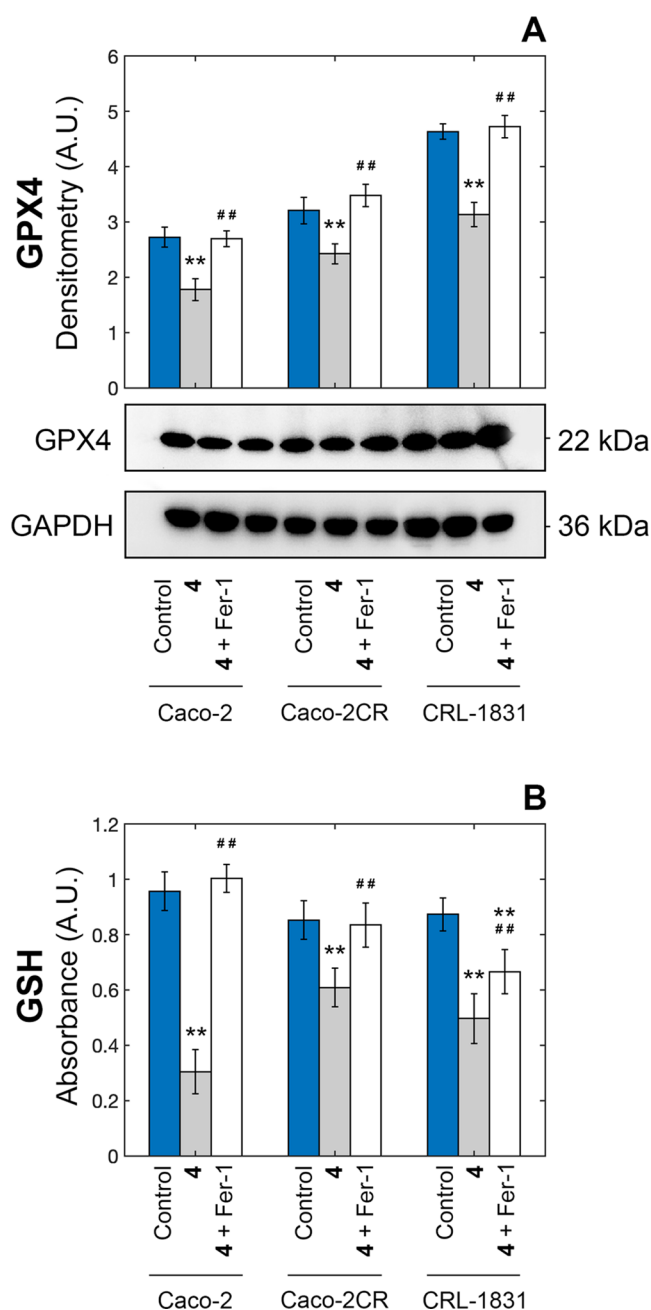 A
GPX4
Densitometry (A.U.)
6
5
4
3
2
1
0
**
##
**
##
**
##
GPX4
22 kDa
GAPDH
36 kDa
Control
4
4 + Fer-1
Control
4
4 + Fer-1
Control
4
4 + Fer-1
Caco-2
Caco-2CR
CRL-1831
B
GSH
Absorbance (A.U.)
1.2
1
0.8
0.6
0.4
0.2
0
**
##
**
##
**
**
##
Control
4
4 + Fer-1
Control
4
4 + Fer-1
Control
4
4 + Fer-1
Caco-2
Caco-2CR
CRL-1831